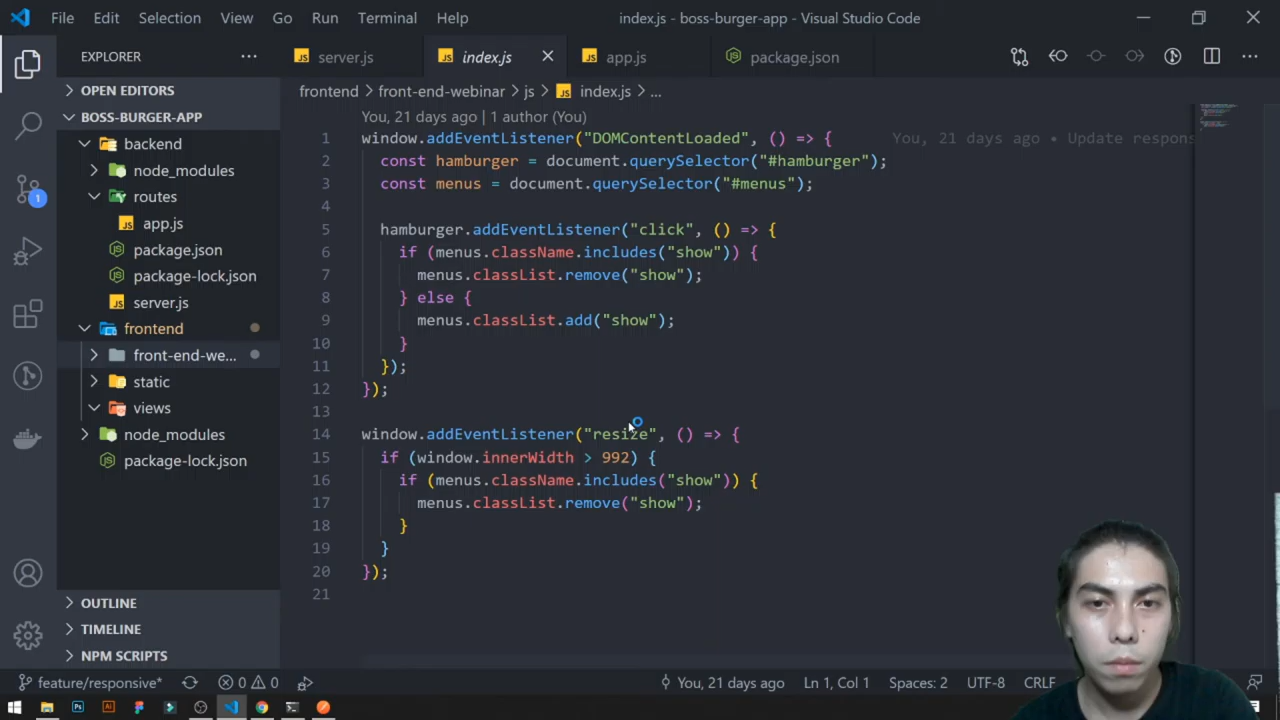 File Edit Selection View Go Run Terminal Help index.js - boss-burger-app - Visual Studio Code
EXPLORER
server.js index.js app.js package.json
OPEN EDITORS
frontend > front-end-webinar > js > index.js > ...
BOSS-BURGER-APP
backend
node_modules
routes
app.js
package.json
package-lock.json
server.js
frontend
front-end-we...
static
views
node_modules
package-lock.json
OUTLINE
TIMELINE
NPM SCRIPTS
You, 21 days ago | 1 author (You)
1 window.addEventListener("DOMContentLoaded", () => { You, 21 days ago • Update respons
2 const hamburger = document.querySelector("#hamburger");
3 const menus = document.querySelector("#menus");
4
5 hamburger.addEventListener("click", () => {
6 if (menus.className.includes("show")) {
7 menus.classList.remove("show");
8 } else {
9 menus.classList.add("show");
10 }
11 });
12 });
13
14 window.addEventListener("resize", () => {
15 if (window.innerWidth > 992) {
16 if (menus.className.includes("show")) {
17 menus.classList.remove("show");
18 }
19 }
20 });
21
1
feature/responsive* 0 0 You, 21 days ago Ln 1, Col 1 Spaces: 2 UTF-8 CRLF